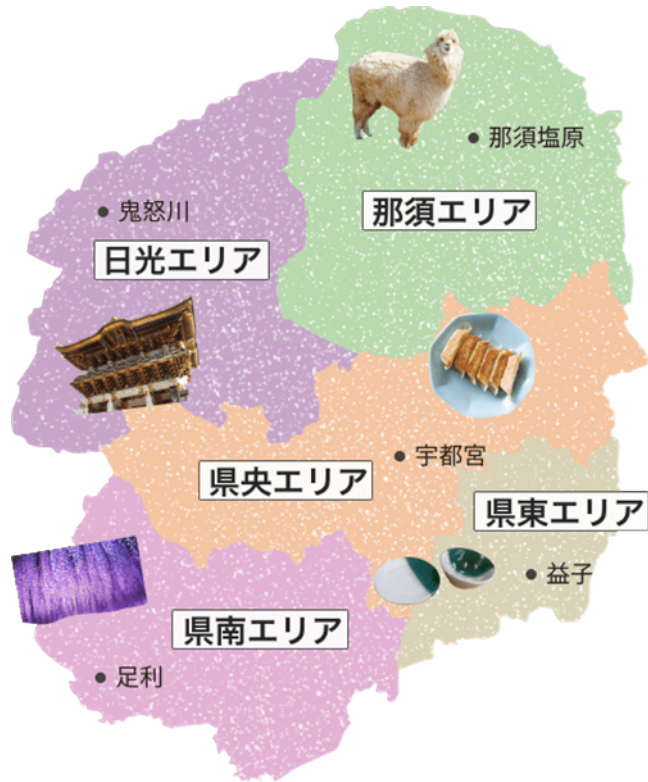 那須塩原
鬼怒川
那須エリア
日光エリア
宇都宮
県央エリア
県東エリア
益子
県南エリア
足利